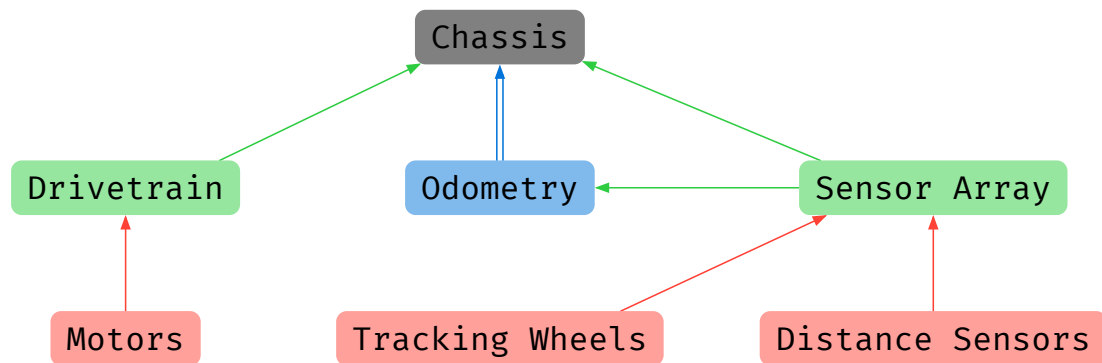 Chassis
Drivetrain
Odometry
Sensor Array
Motors
Tracking Wheels
Distance Sensors